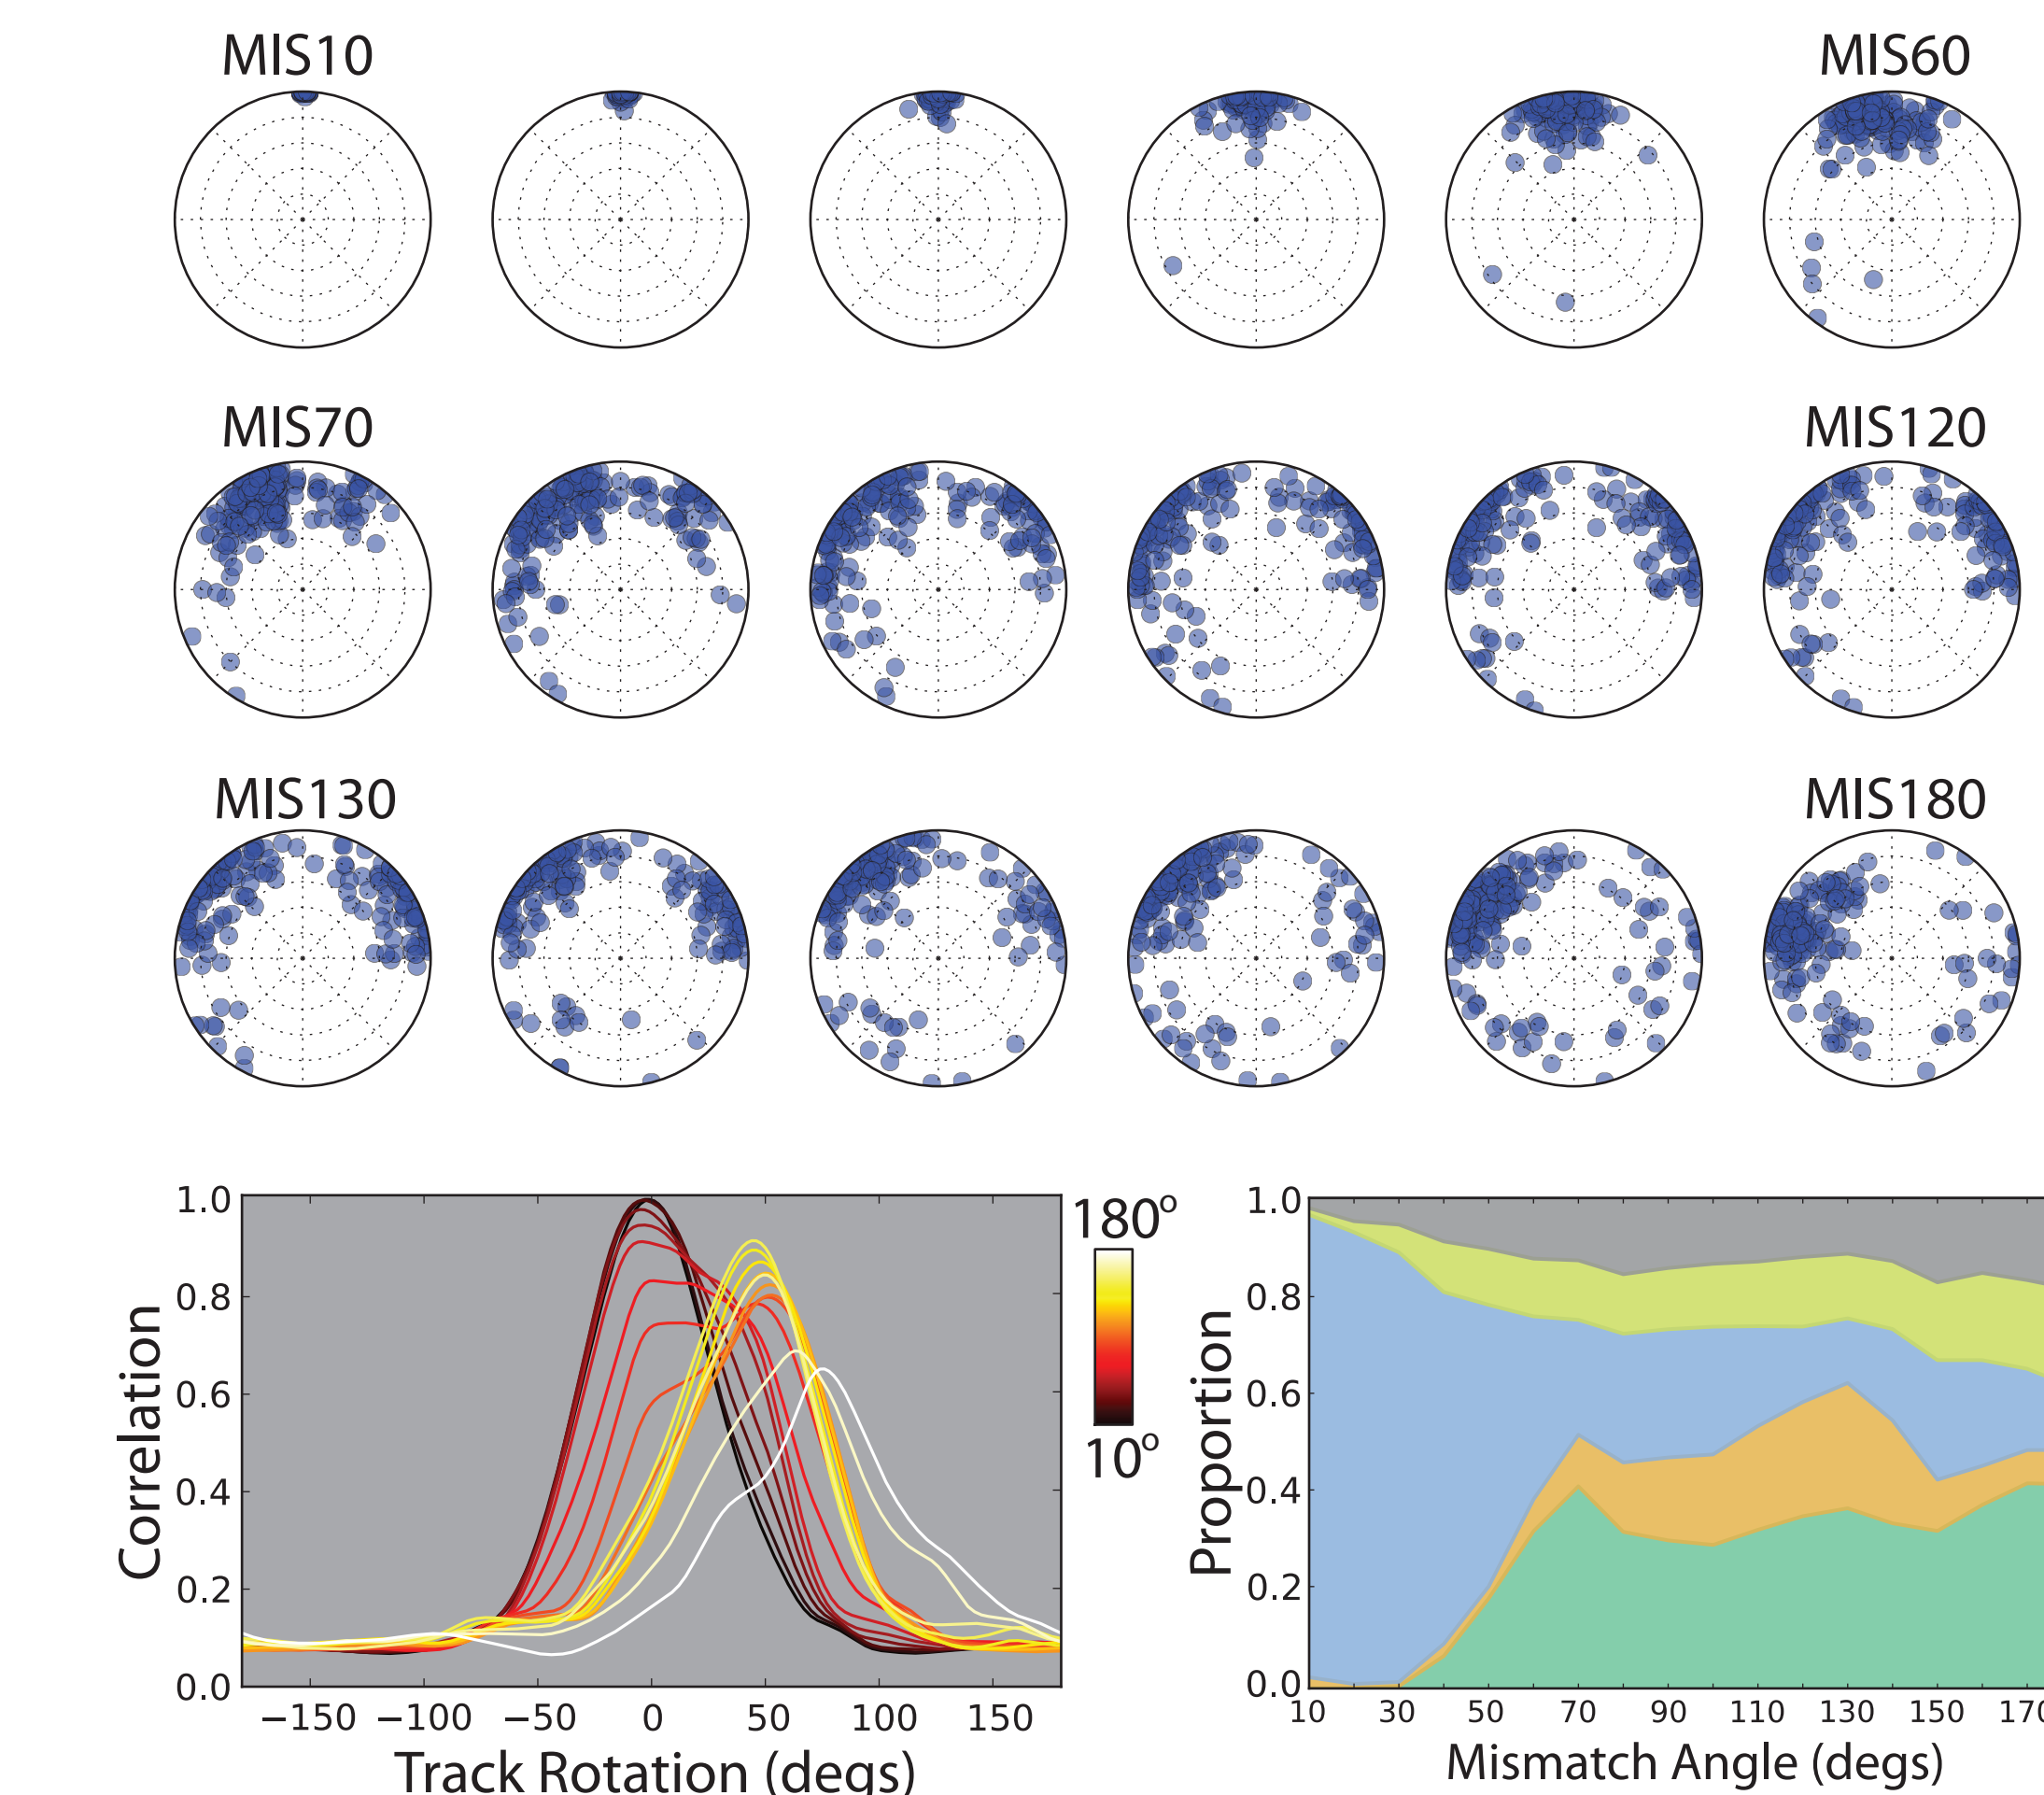 MIS10 MIS60
MIS70 MIS120
MIS130 MIS180
1.0
0.8
0.6
0.4
0.2
0.0
Correlation
−150 −100 −50 0 50 100 150
Track Rotation (degs)
180º
10º
1.0
0.8
0.6
0.4
0.2
0.0
Proportion
10 30 50 70 90 110 130 150
Mismatch Angle (degs)